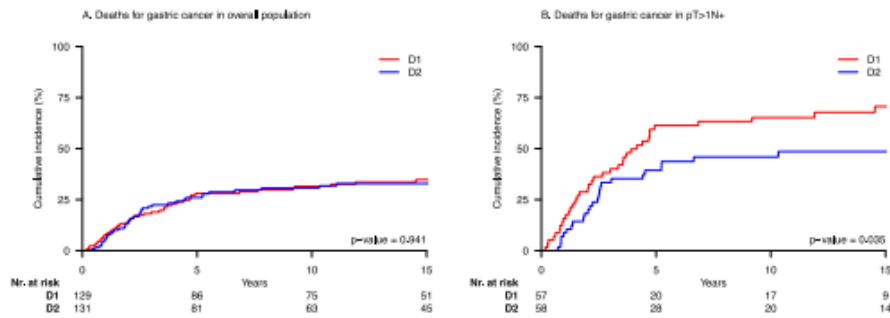 A. Deaths for gastric cancer in overall population
100
75
50
25
0
Cumulative incidence (%)
D1
D2
p-value = 0.941
0 5 10 15
Years
Nr. at risk
D1 129 86 75 51
D2 131 81 63 45
B. Deaths for gastric cancer in pT>1N+
100
75
50
25
0
Cumulative incidence (%)
D1
D2
p-value = 0.035
0 5 10 15
Years
Nr. at risk
D1 57 20 17 9
D2 58 28 20 14